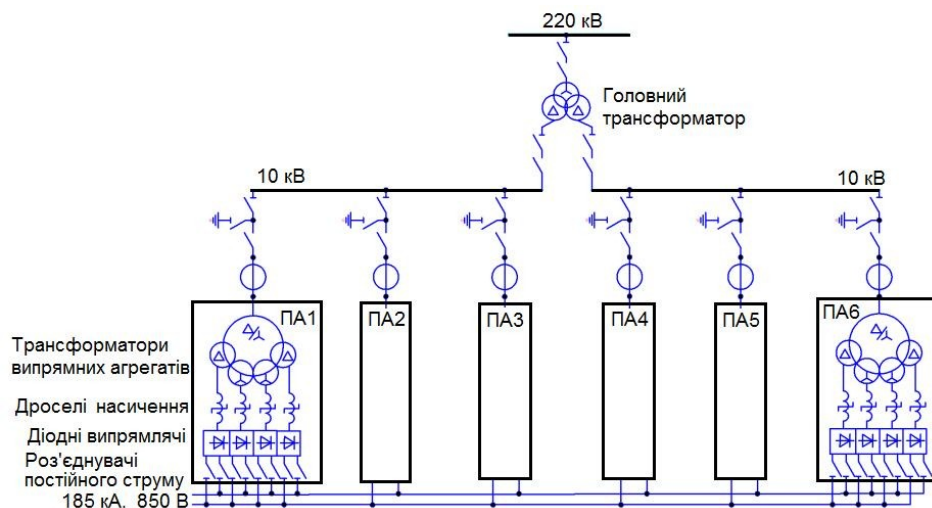 220 кВ
Головний
трансформатор
10 кВ
10 кВ
ПА1
ПА2
ПА3
ПА4
ПА5
ПА6
Трансформатори
випрямних агрегатів
Дроселі насичення
Діодні випрямлячі
Роз'єднувачі
постійного струму
185 кА, 850 В